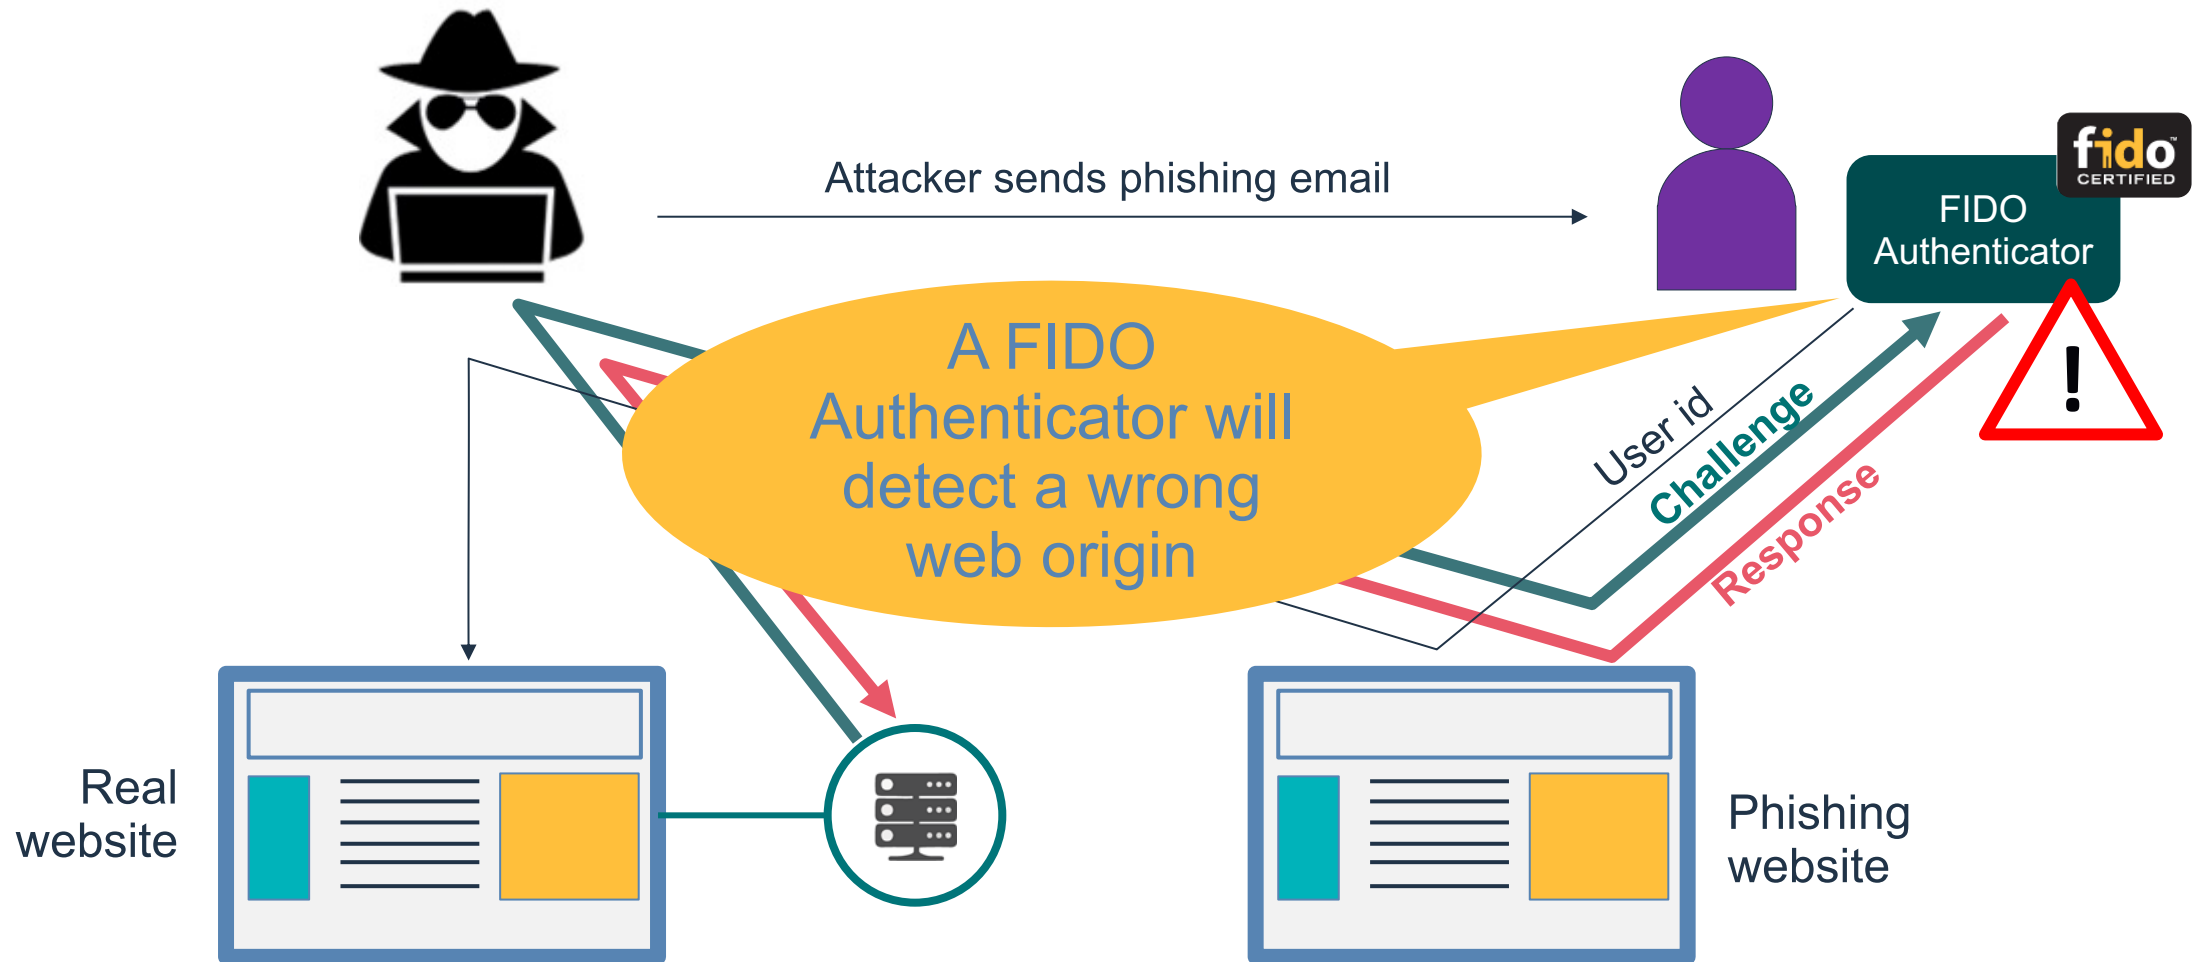 Attacker sends phishing email
fido™
CERTIFIED
FIDO
Authenticator
A FIDO
Authenticator will
detect a wrong
web origin
!
User id
Challenge
Response
Real
website
Phishing
website